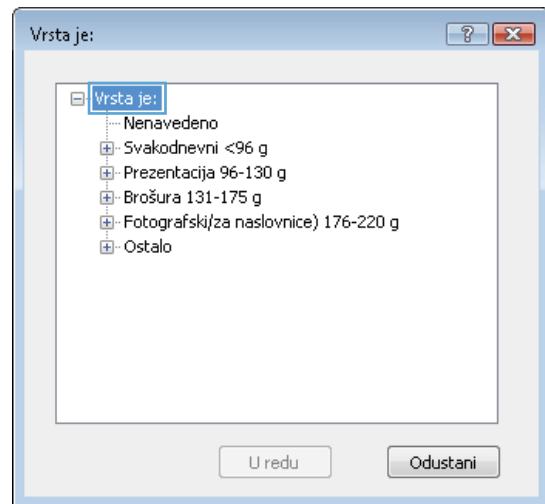 Vrsta je:
Vrsta je:
Nenavedeno
Svakodnevni <96 g
Prezentacija 96-130 g
Brošura 131-175 g
Fotografski/za naslovnice) 176-220 g
Ostalo
U redu
Odustani